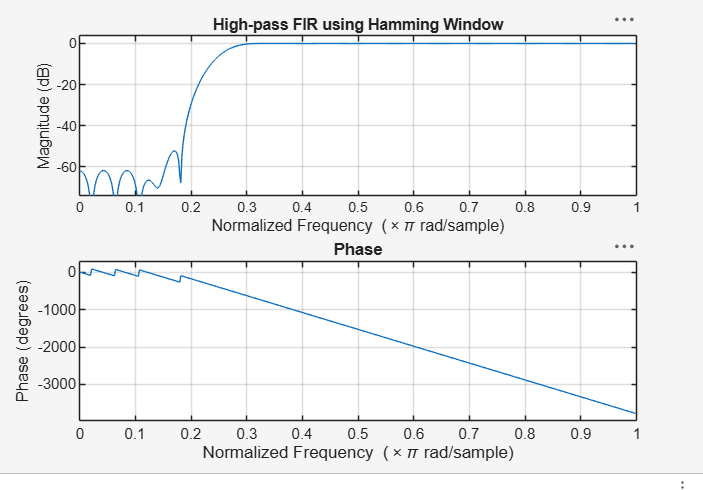 High-pass FIR using Hamming Window
Magnitude (dB)
0
-20
-40
-60
0 0.1 0.2 0.3 0.4 0.5 0.6 0.7 0.8 0.9 1
Normalized Frequency (× π rad/sample)
Phase
Phase (degrees)
0
-1000
-2000
-3000
0 0.1 0.2 0.3 0.4 0.5 0.6 0.7 0.8 0.9 1
Normalized Frequency (× π rad/sample)